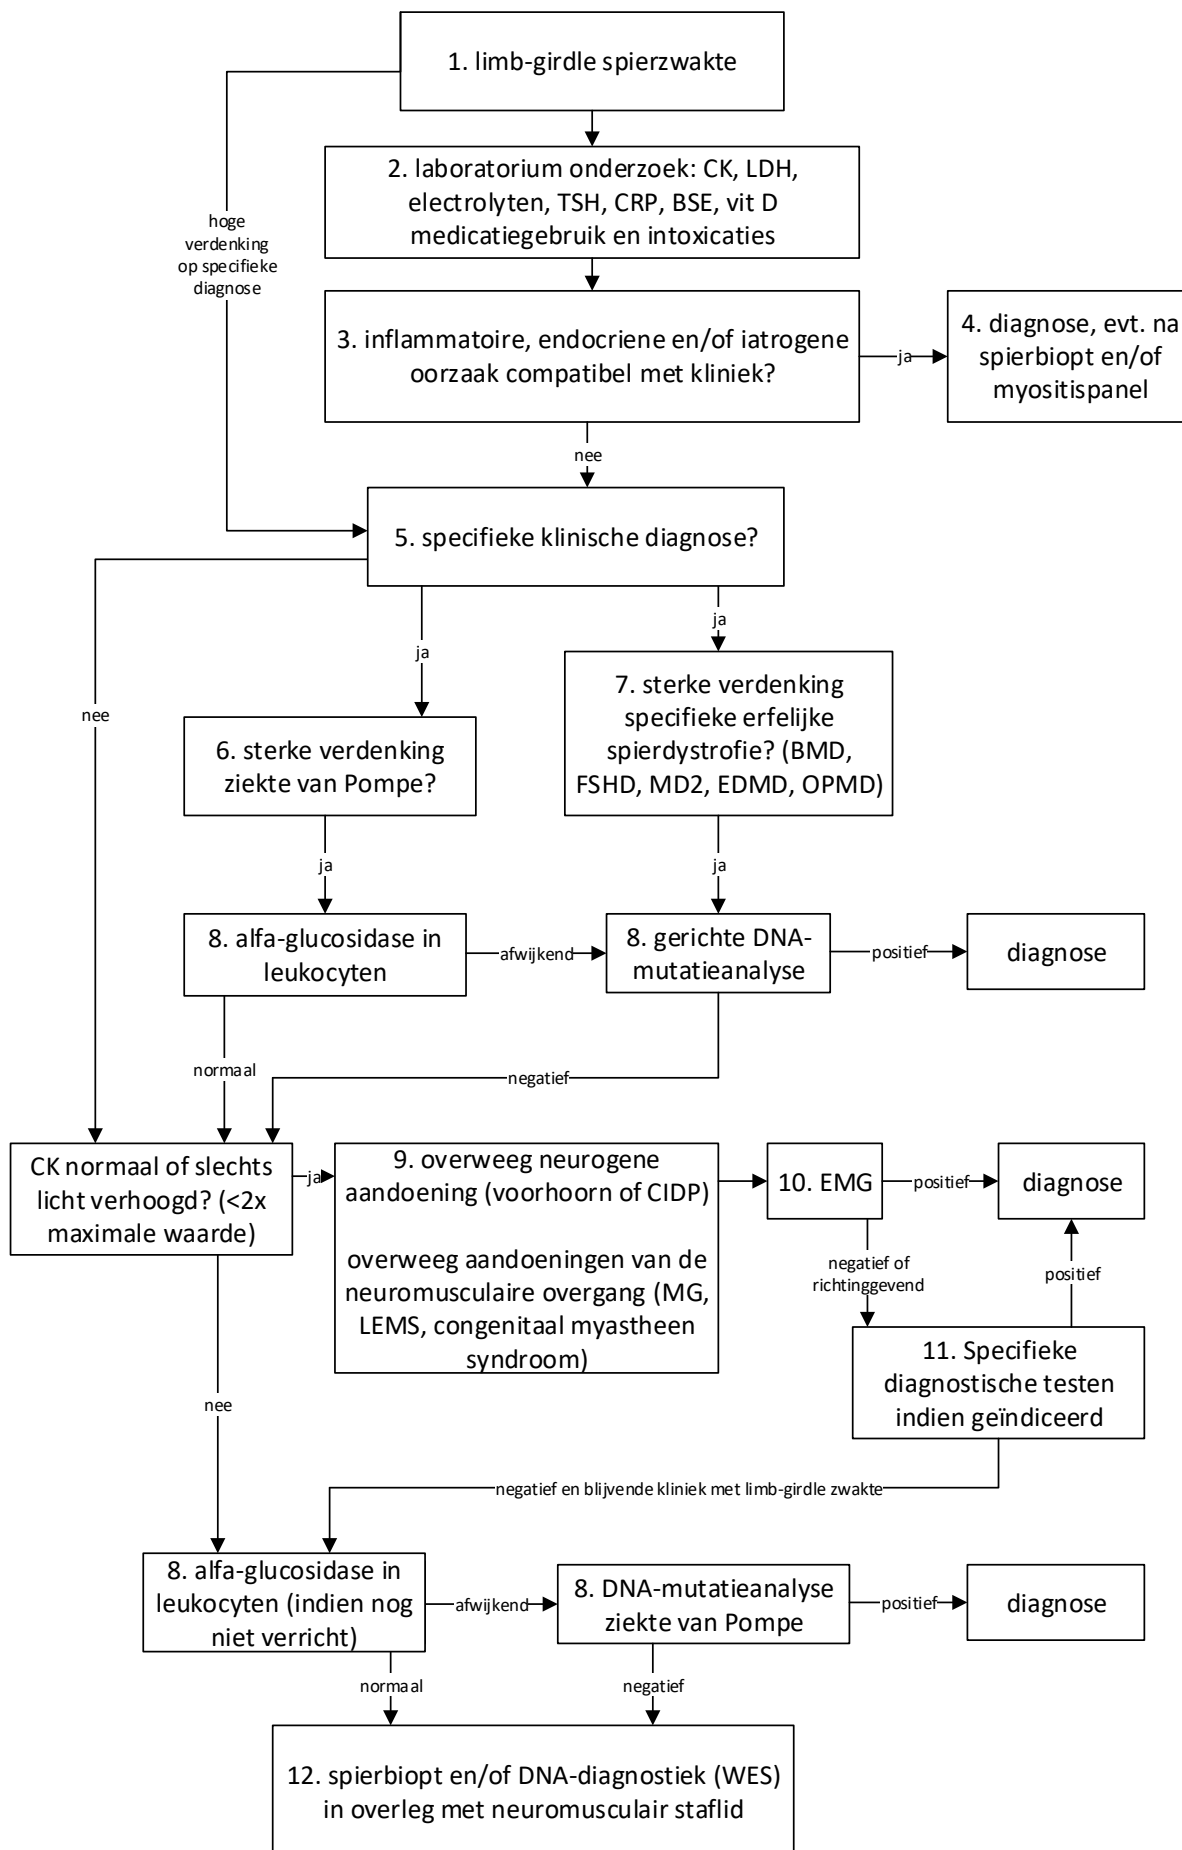 1. limb-girdle spierzwakte
2. laboratorium onderzoek: CK, LDH,
electrolyten, TSH, CRP, BSE, vit D
medicatiegebruik en intoxicaties
hoge
verdenking
op specifieke
diagnose
3. inflammatoire, endocriene en/of iatrogene
oorzaak compatibel met kliniek?
ja
4. diagnose, evt. na
spierbiopt en/of
myositispanel
nee
5. specifieke klinische diagnose?
nee
ja
ja
6. sterke verdenking
ziekte van Pompe?
7. sterke verdenking
specifieke erfelijke
spierdystrofie? (BMD,
FSHD, MD2, EDMD, OPMD)
ja
ja
8. alfa-glucosidase in
leukocyten
afwijkend
8. gerichte DNA-
mutatieanalyse
positief
diagnose
normaal
negatief
CK normaal of slechts
licht verhoogd? (<2x
maximale waarde)
ja
9. overweeg neurogene
aandoening (voorhoorn of CIDP)
overweeg aandoeningen van de
neuromusculaire overgang (MG,
LEMS, congenitaal myastheen
syndroom)
10. EMG
positief
diagnose
negatief of
richtinggevend
positief
11. Specifieke
diagnostische testen
indien geïndiceerd
nee
negatief en blijvende kliniek met limb-girdle zwakte
8. alfa-glucosidase in
leukocyten (indien nog
niet verricht)
afwijkend
8. DNA-mutatieanalyse
ziekte van Pompe
positief
diagnose
normaal
negatief
12. spierbiopt en/of DNA-diagnostiek (WES)
in overleg met neuromusculair staflid